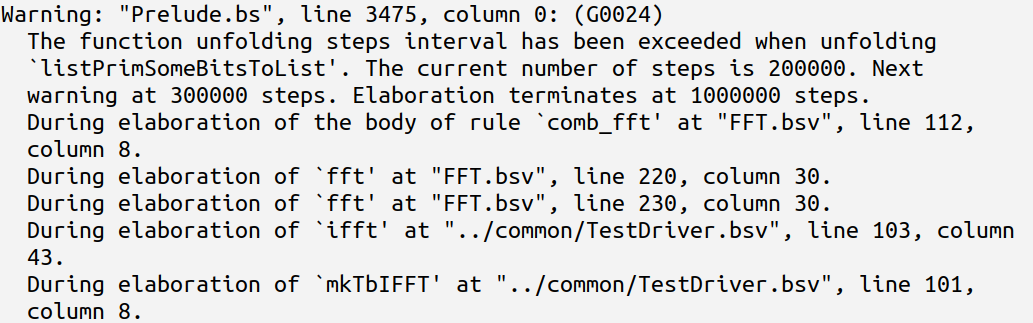 Warning: "Prelude.bs", line 3475, column 0: (G0024)
The function unfolding steps interval has been exceeded when unfolding
`listPrimSomeBitsToList'. The current number of steps is 200000. Next
warning at 300000 steps. Elaboration terminates at 1000000 steps.
During elaboration of the body of rule `comb_fft' at "FFT.bsv", line 112,
column 8.
During elaboration of `fft' at "FFT.bsv", line 220, column 30.
During elaboration of `fft' at "FFT.bsv", line 230, column 30.
During elaboration of `ifft' at "../common/TestDriver.bsv", line 103, column
43.
During elaboration of `mkTbIFFT' at "../common/TestDriver.bsv", line 101,
column 8.